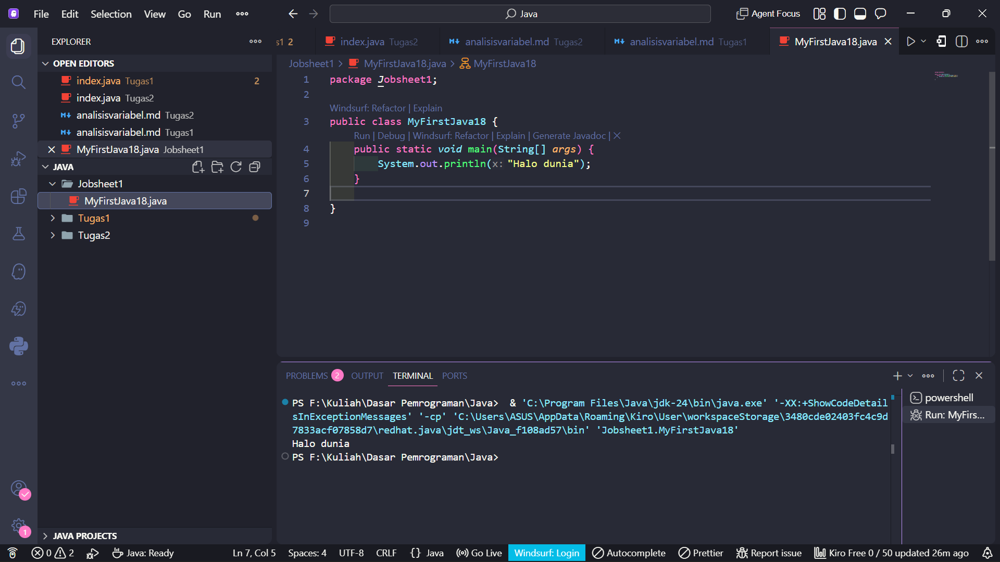 File Edit Selection View Go Run
Java
Agent Focus
EXPLORER
s1 2
index.java Tugas2
analisisvariabel.md Tugas2
analisisvariabel.md Tugas1
MyFirstJava18.java
OPEN EDITORS
index.java Tugas1 2
index.java Tugas2
analisisvariabel.md Tugas2
analisisvariabel.md Tugas1
MyFirstJava18.java Jobsheet1
JAVA
Jobsheet1
MyFirstJava18.java
Tugas1
Tugas2
JAVA PROJECTS
Jobsheet1 > MyFirstJava18.java > MyFirstJava18
1 package Jobsheet1;
2
Windsurf: Refactor | Explain
3 public class MyFirstJava18 {
Run | Debug | Windsurf: Refactor | Explain | Generate Javadoc | ×
4 public static void main(String[] args) {
5 System.out.println(x: "Halo dunia");
6 }
7
8 }
9
PROBLEMS 2 OUTPUT TERMINAL PORTS
PS F:\Kuliah\Dasar Pemrograman\Java>  & 'C:\Program Files\Java\jdk-24\bin\java.exe' '-XX:+ShowCodeDetail
sInExceptionMessages' '-cp' 'C:\Users\ASUS\AppData\Roaming\Kiro\User\workspaceStorage\3480cde02403fc4c9d
7833acf07858d7\redhat.java\jdt_ws\Java_f108ad57\bin' 'Jobsheet1.MyFirstJava18'
Halo dunia
PS F:\Kuliah\Dasar Pemrograman\Java>
powershell
Run: MyFirs...
1
0 2 Java: Ready Ln 7, Col 5 Spaces: 4 UTF-8 CRLF {} Java Go Live Windsurf: Login Autocomplete Prettier Report issue Kiro Free 0 / 50 updated 26m ago